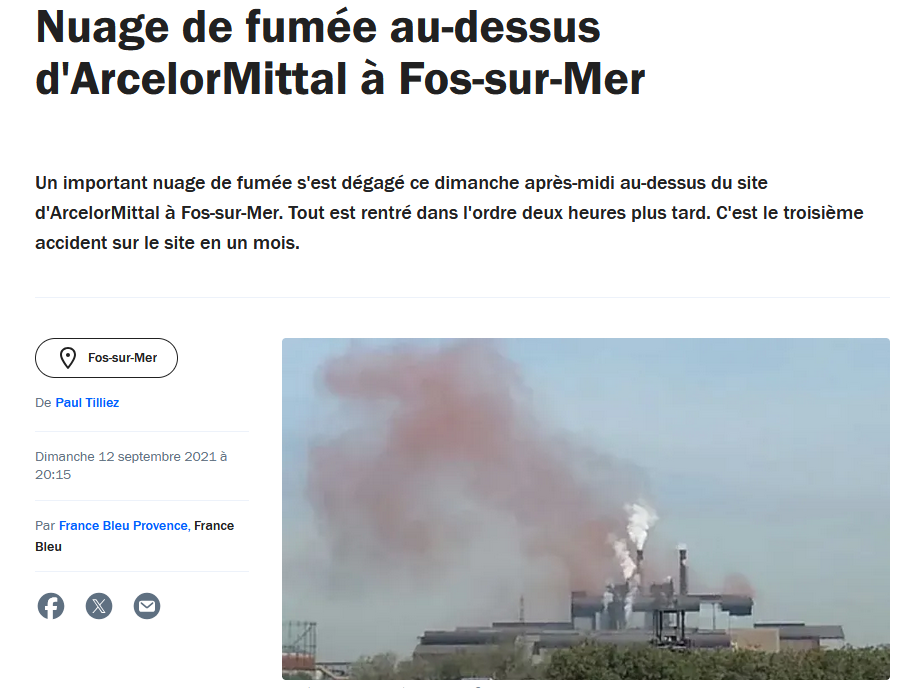 Nuage de fumée au-dessus
d'ArcelorMittal à Fos-sur-Mer
Un important nuage de fumée s'est dégagé ce dimanche après-midi au-dessus du site
d'ArcelorMittal à Fos-sur-Mer. Tout est rentré dans l'ordre deux heures plus tard. C'est le troisième
accident sur le site en un mois.
Fos-sur-Mer
De Paul Tilliez
Dimanche 12 septembre 2021 à
20:15
Par France Bleu Provence, France
Bleu